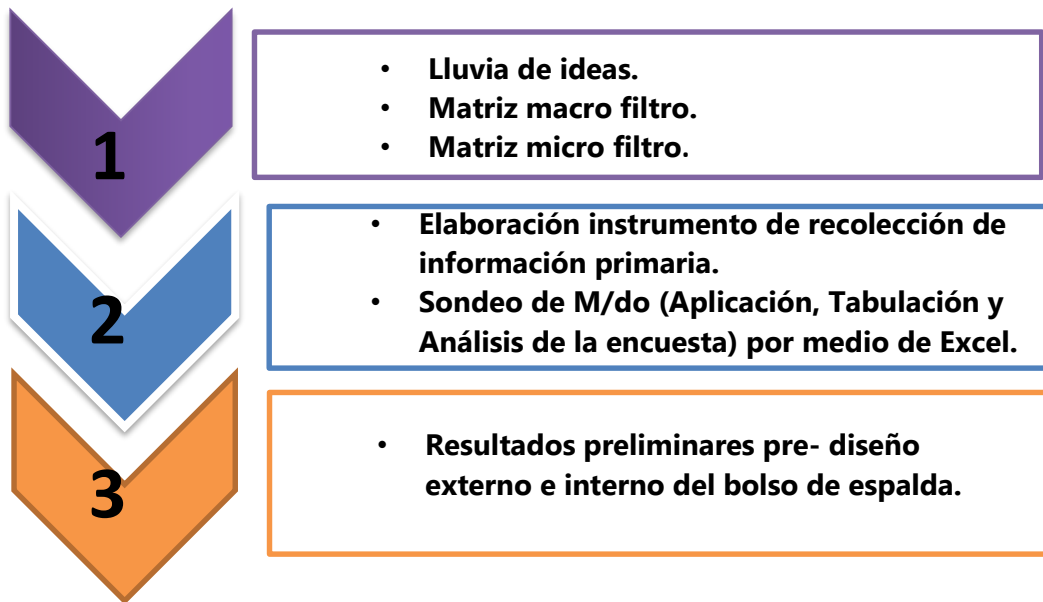 1
• Lluvia de ideas.
• Matriz macro filtro.
• Matriz micro filtro.
2
• Elaboración instrumento de recolección de
información primaria.
• Sondeo de M/do (Aplicación, Tabulación y
Análisis de la encuesta) por medio de Excel.
3
• Resultados preliminares pre- diseño
externo e interno del bolso de espalda.